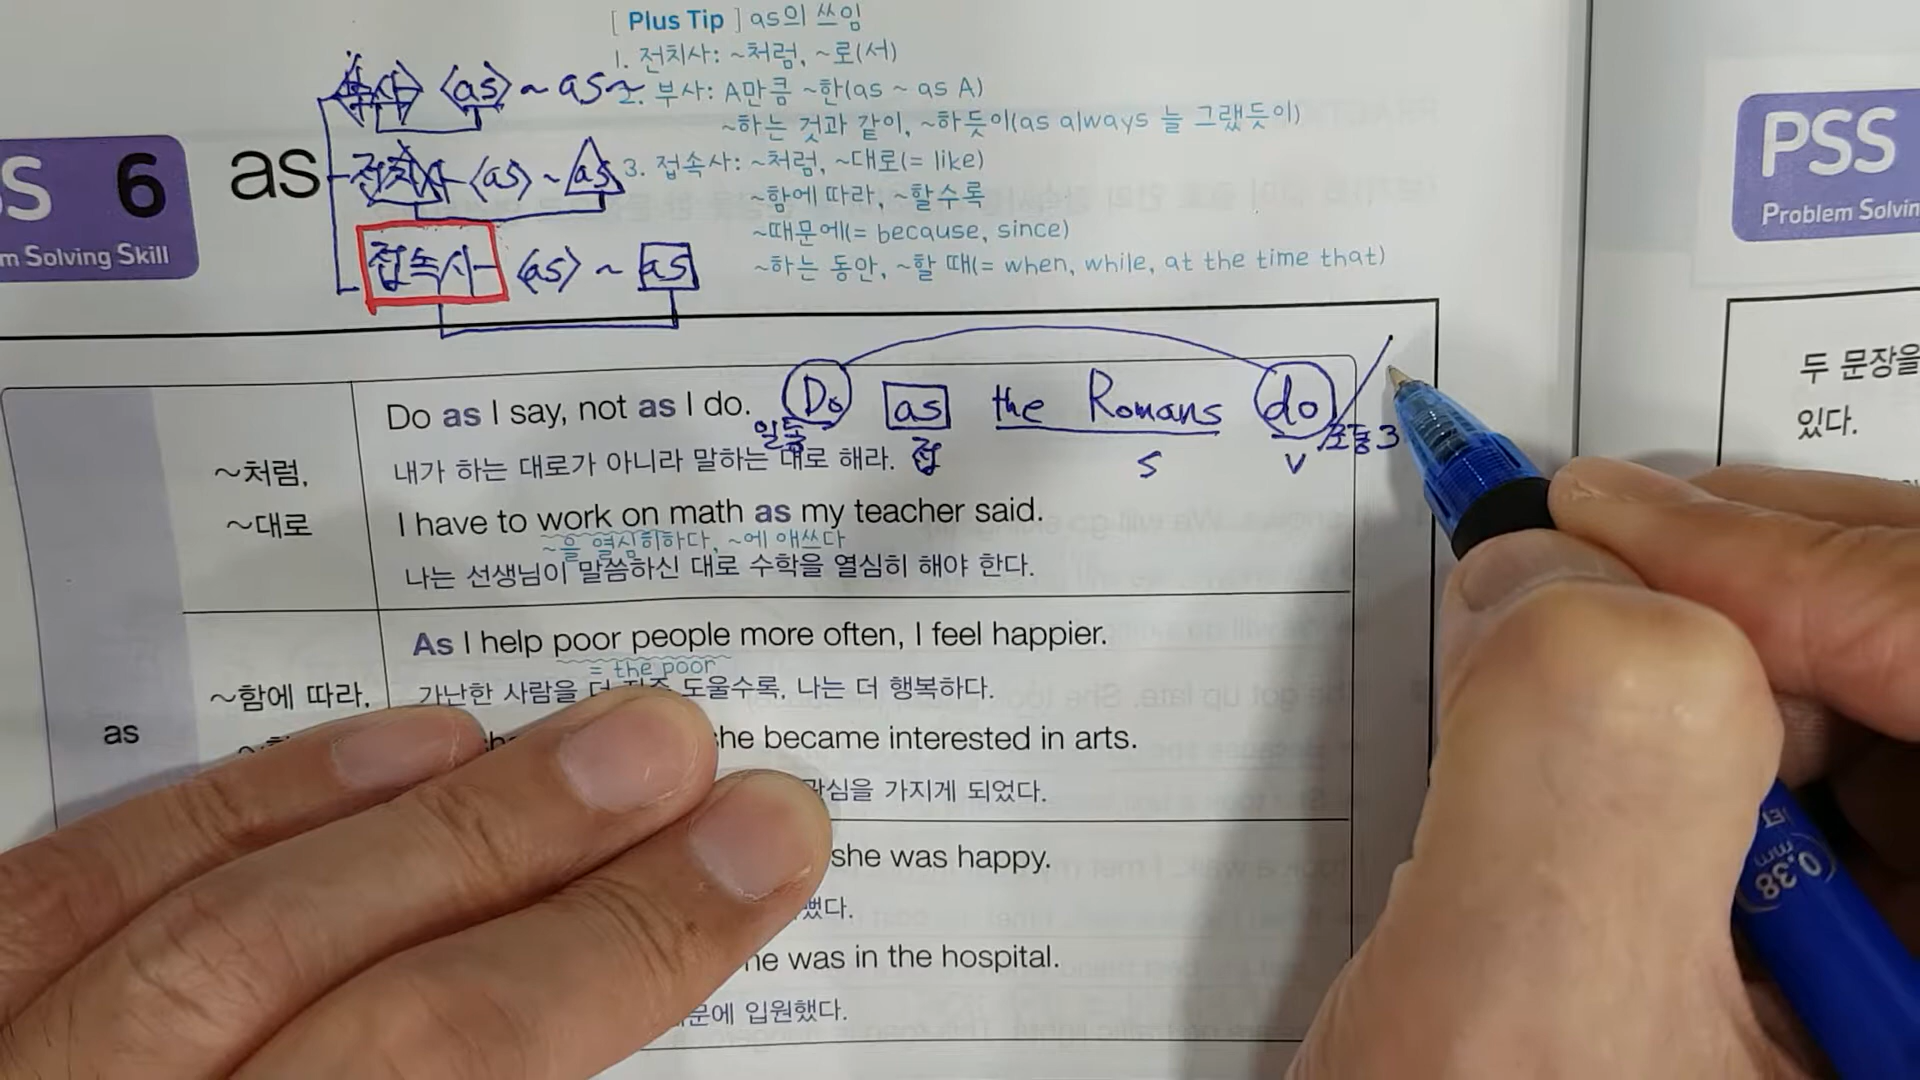 [ Plus Tip ] as의 쓰임
1. 전치사: ~처럼, ~로(서)
부사 <as> ~ as ~
2. 부사: A만큼 ~한(as ~ as A)
~하는 것과 같이, ~하듯이(as always 늘 그랬듯이)
S 6 as
전치사 <as> ~ as
3. 접속사: ~처럼, ~대로(= like)
~함에 따라, ~할수록
~때문에(= because, since)
m Solving Skill
접속사 <as> ~ as
~하는 동안, ~할 때(= when, while, at the time that)
PSS
Problem Solvin
두 문장을
있다.
Do as I say, not as I do.
Do as the Romans do
일동 접 S V 조동3
내가 하는 대로가 아니라 말하는 대로 해라.
~처럼,
~대로
I have to work on math as my teacher said.
~을 열심히하다, ~에 애쓰다
나는 선생님이 말씀하신 대로 수학을 열심히 해야 한다.
As I help poor people more often, I feel happier.
= the poor
~함에 따라,
가난한 사람을 더 자주 도울수록, 나는 더 행복하다.
as
she became interested in arts.
관심을 가지게 되었다.
she was happy.
뻤다.
he was in the hospital.
문에 입원했다.
0.38
mm